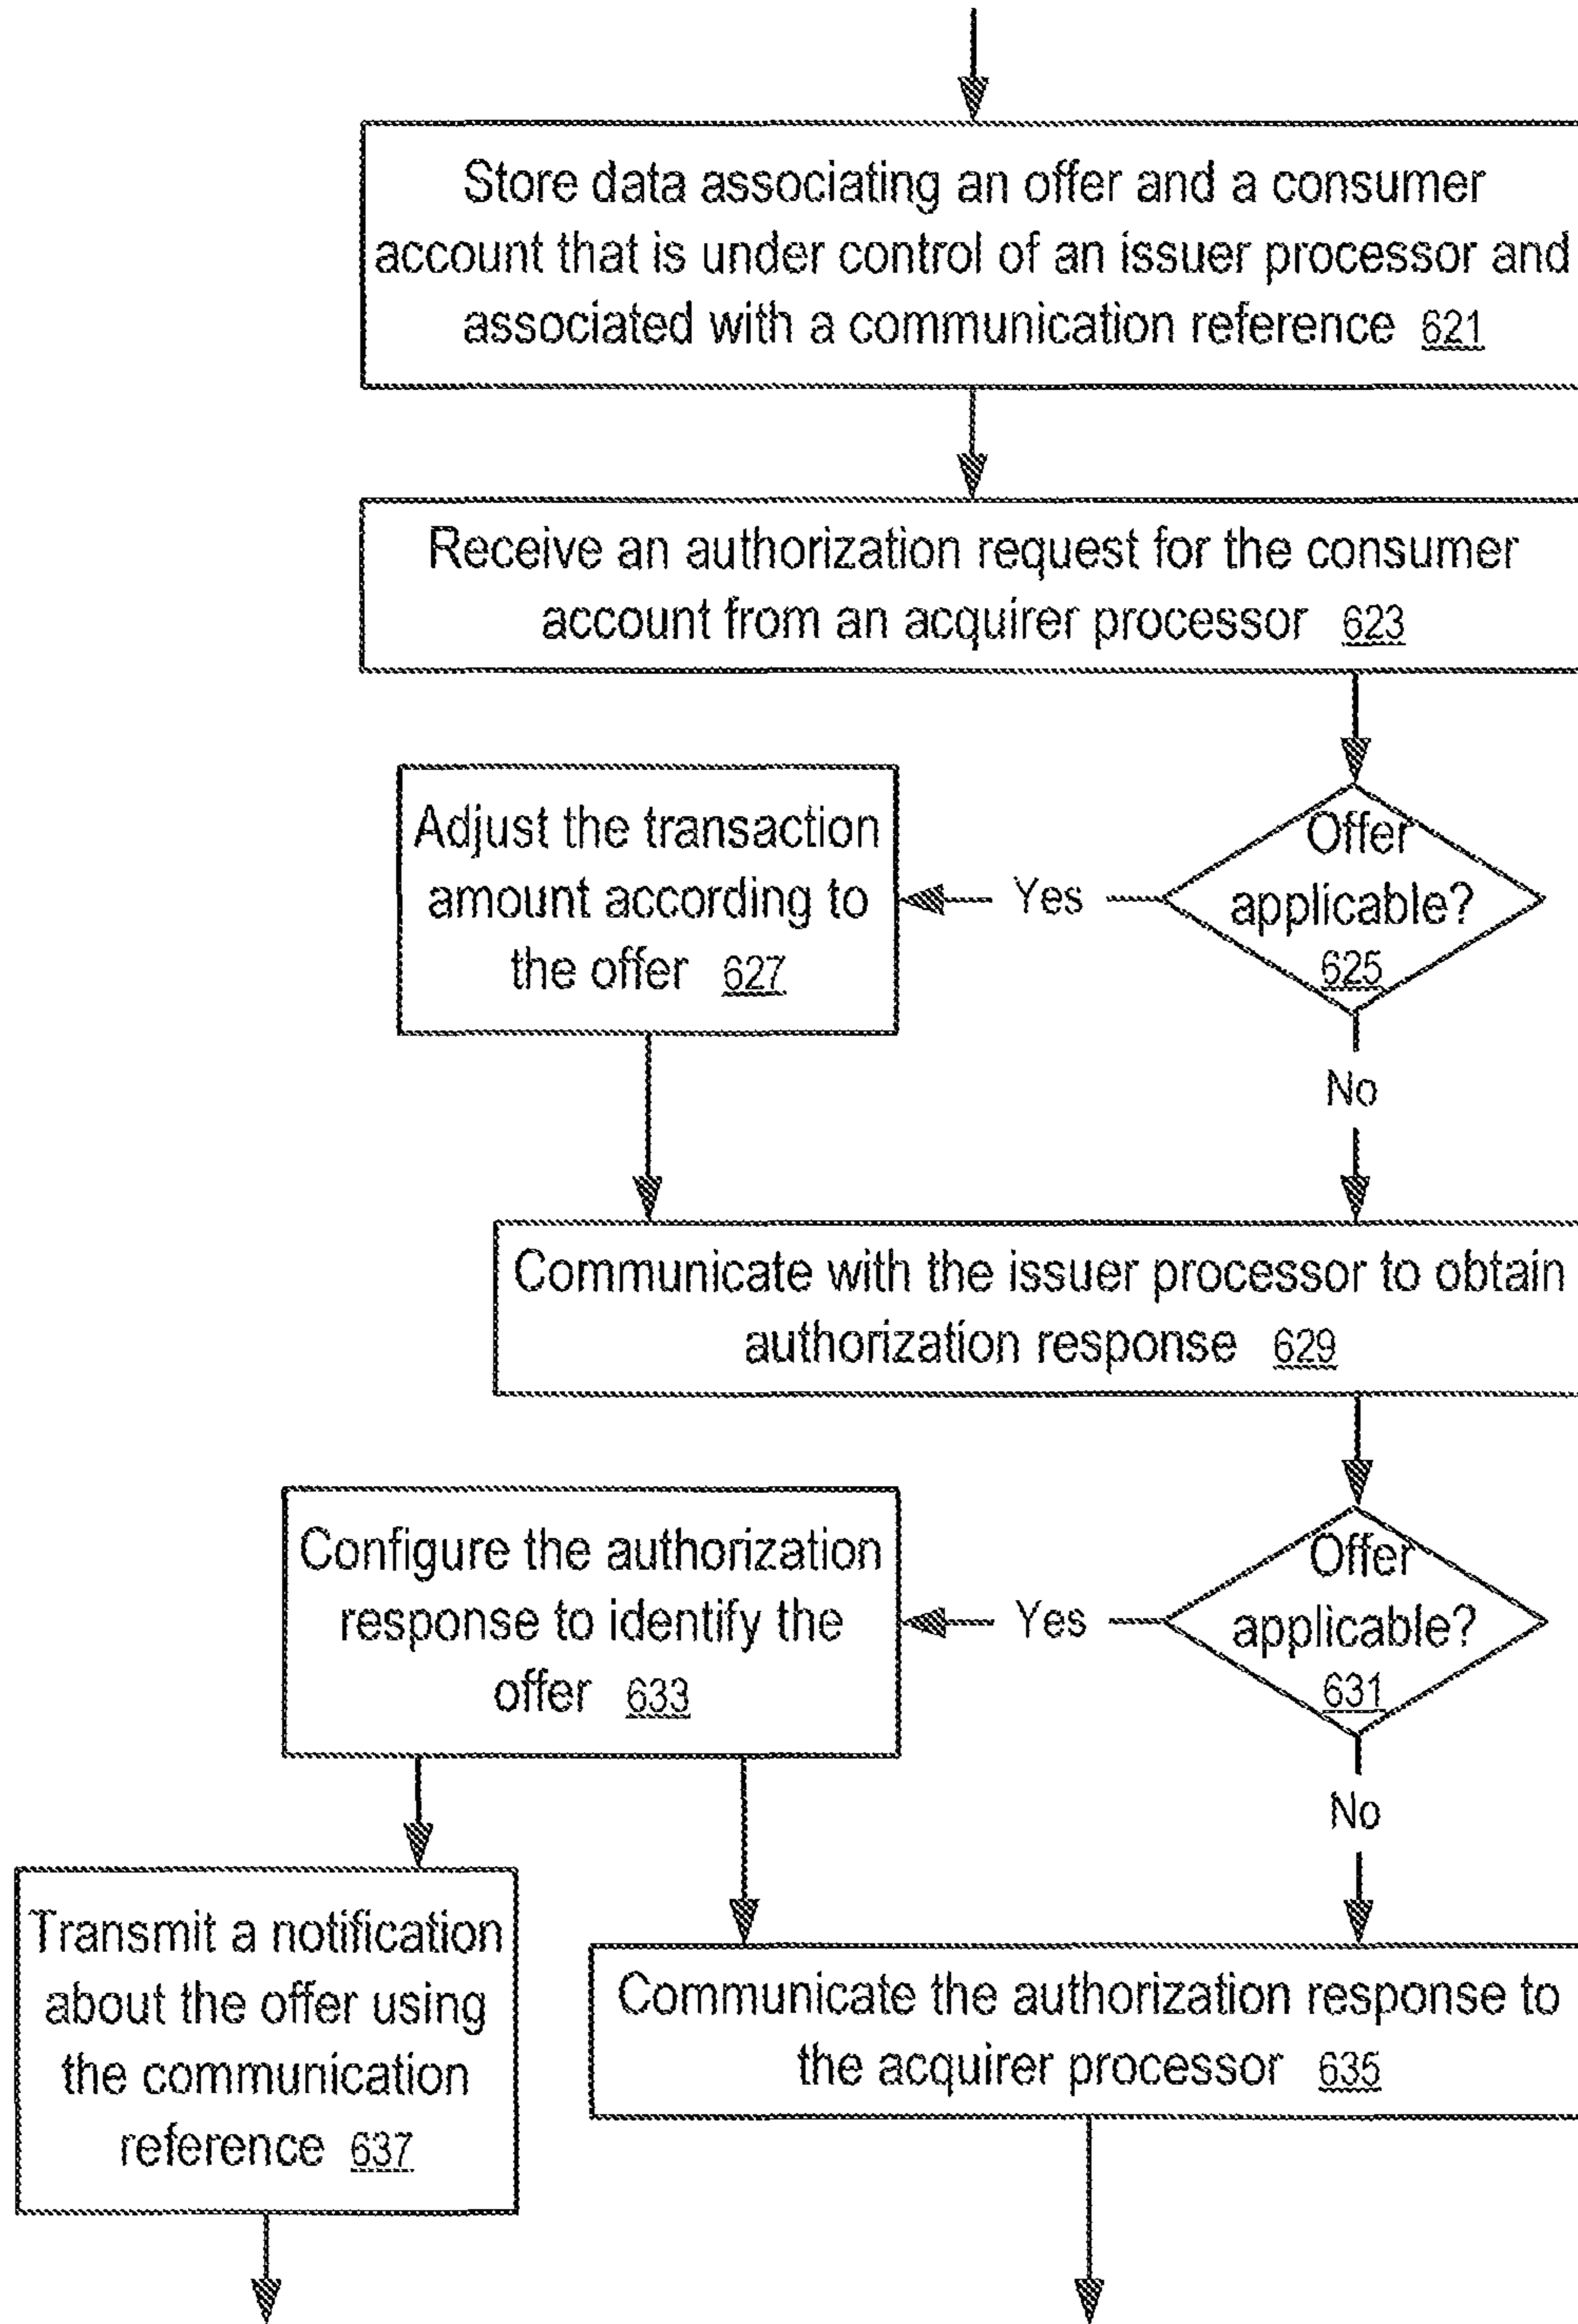 Store data associating an offer and a consumer
account that is under control of an issuer processor and
associated with a communication reference 621
Receive an authorization request for the consumer
account from an acquirer processor 623
Offer
applicable?
625
Yes
Adjust the transaction
amount according to
the offer 627
No
Communicate with the issuer processor to obtain
authorization response 629
Offer
applicable?
631
Yes
Configure the authorization
response to identify the
offer 633
No
Transmit a notification
about the offer using
the communication
reference 637
Communicate the authorization response to
the acquirer processor 635